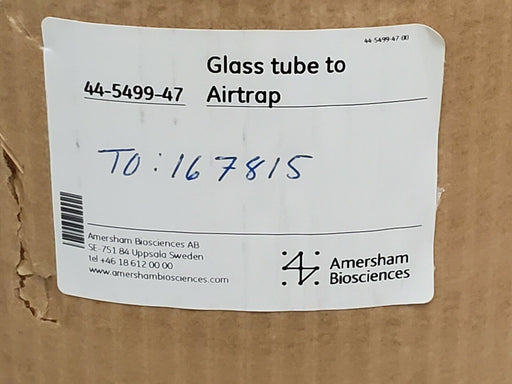 44-5499-47-00
Glass tube to
44-5499-47 Airtrap
TO: 167815
Amersham Biosciences AB
SE-751 84 Uppsala Sweden
tel +46 18 612 00 00
www.amershambiosciences.com
Amersham
Biosciences